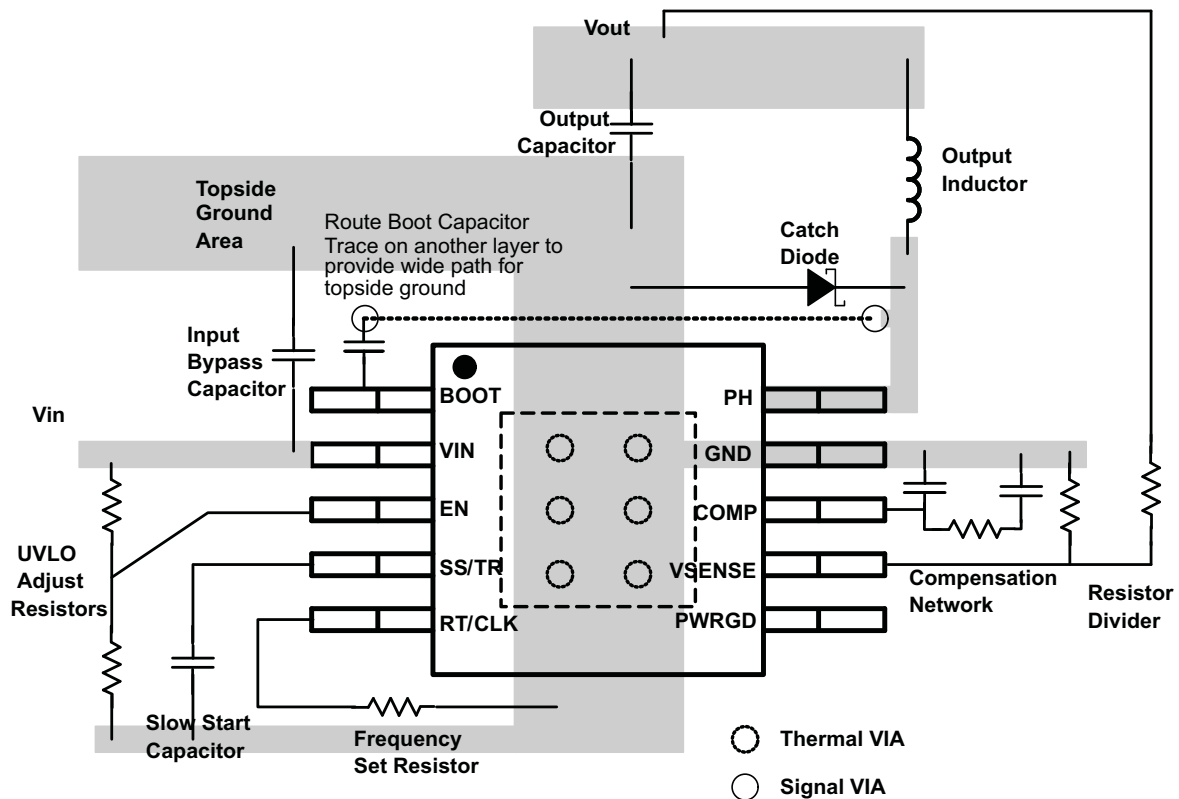 Vout
Output
Capacitor
Output
Inductor
Topside
Ground
Area
Route Boot Capacitor
Trace on another layer to
provide wide path for
topside ground
Catch
Diode
Input
Bypass
Capacitor
Vin
BOOT
VIN
EN
SS/TR
RT/CLK
PH
GND
COMP
VSENSE
PWRGD
UVLO
Adjust
Resistors
Compensation
Network
Resistor
Divider
Slow Start
Capacitor
Frequency
Set Resistor
Thermal VIA
Signal VIA